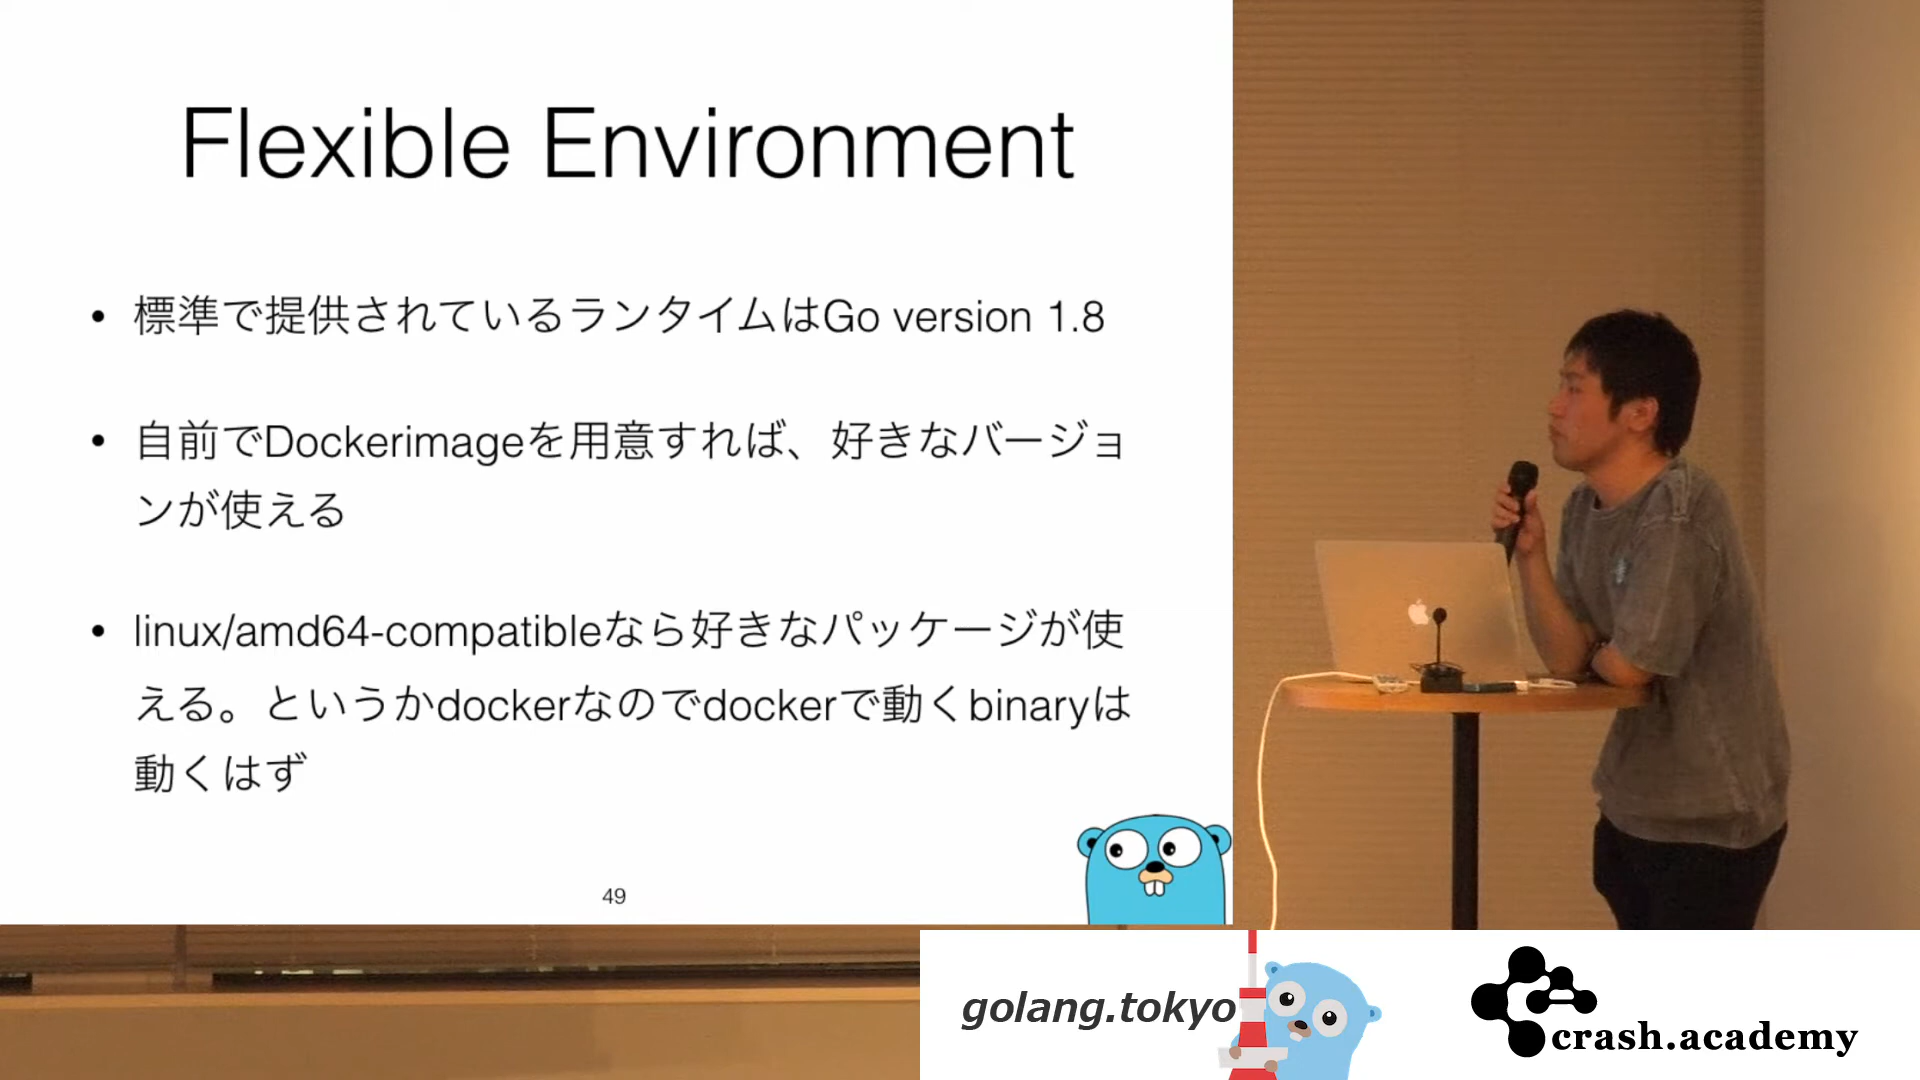 Flexible Environment
• 標準で提供されているランタイムはGo version 1.8
• 自前でDockerimageを用意すれば、好きなバージョ
ンが使える
• linux/amd64-compatibleなら好きなパッケージが使
える。というかdockerなのでdockerで動くbinaryは
動くはず
49
golang.tokyo
crash.academy